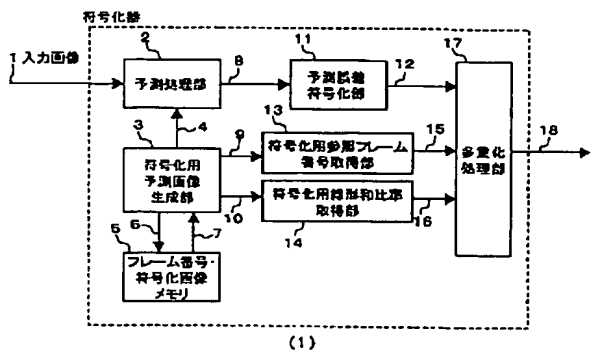 符号化器
1 入力画像
2
予測処理部
8
11
予測誤差
符号化部
12
17
多重化
処理部
18
3
4
符号化用
予測画像
生成部
9
13
符号化用参照フレーム
番号取得部
15
10
符号化用線形和比率
取得部
14
16
6
7
5
フレーム番号・
符号化画像
メモリ
(1)